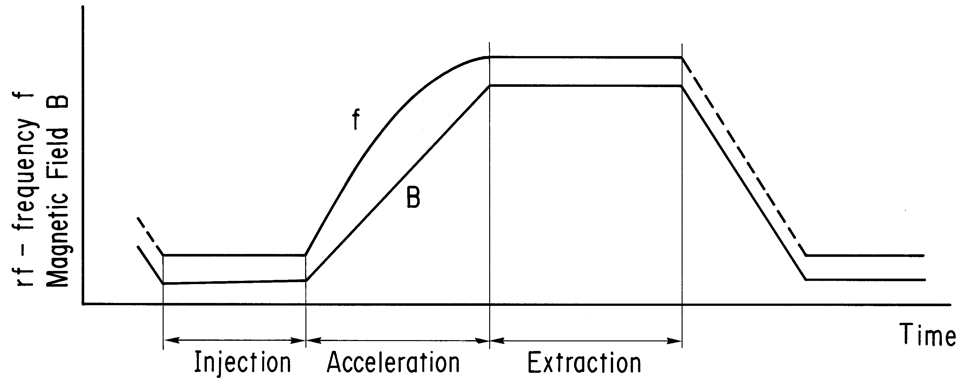 rf - frequency f
Magnetic Field B
f
B
Time
Injection
Acceleration
Extraction